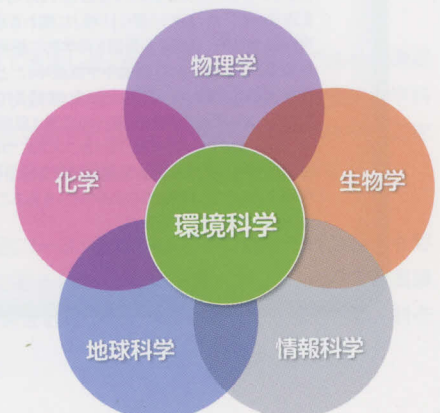 物理学
化学
生物学
環境科学
地球科学
情報科学